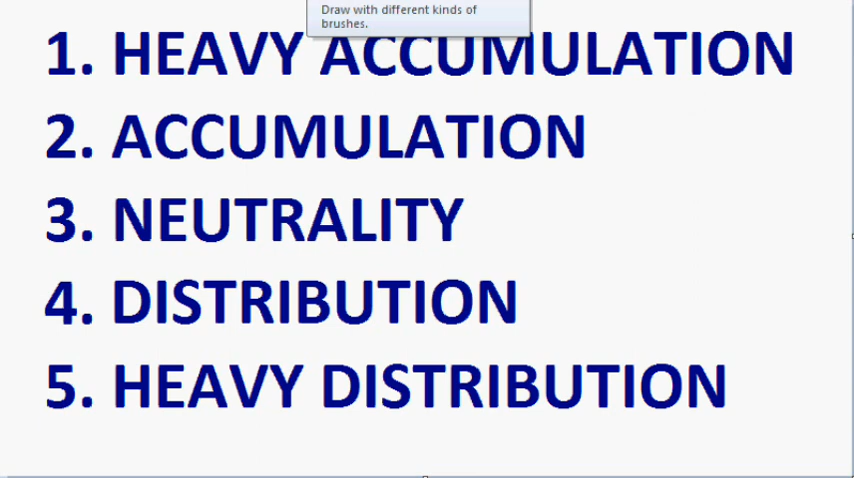 Draw with different kinds of
brushes.
1. HEAVY ACCUMULATION
2. ACCUMULATION
3. NEUTRALITY
4. DISTRIBUTION
5. HEAVY DISTRIBUTION